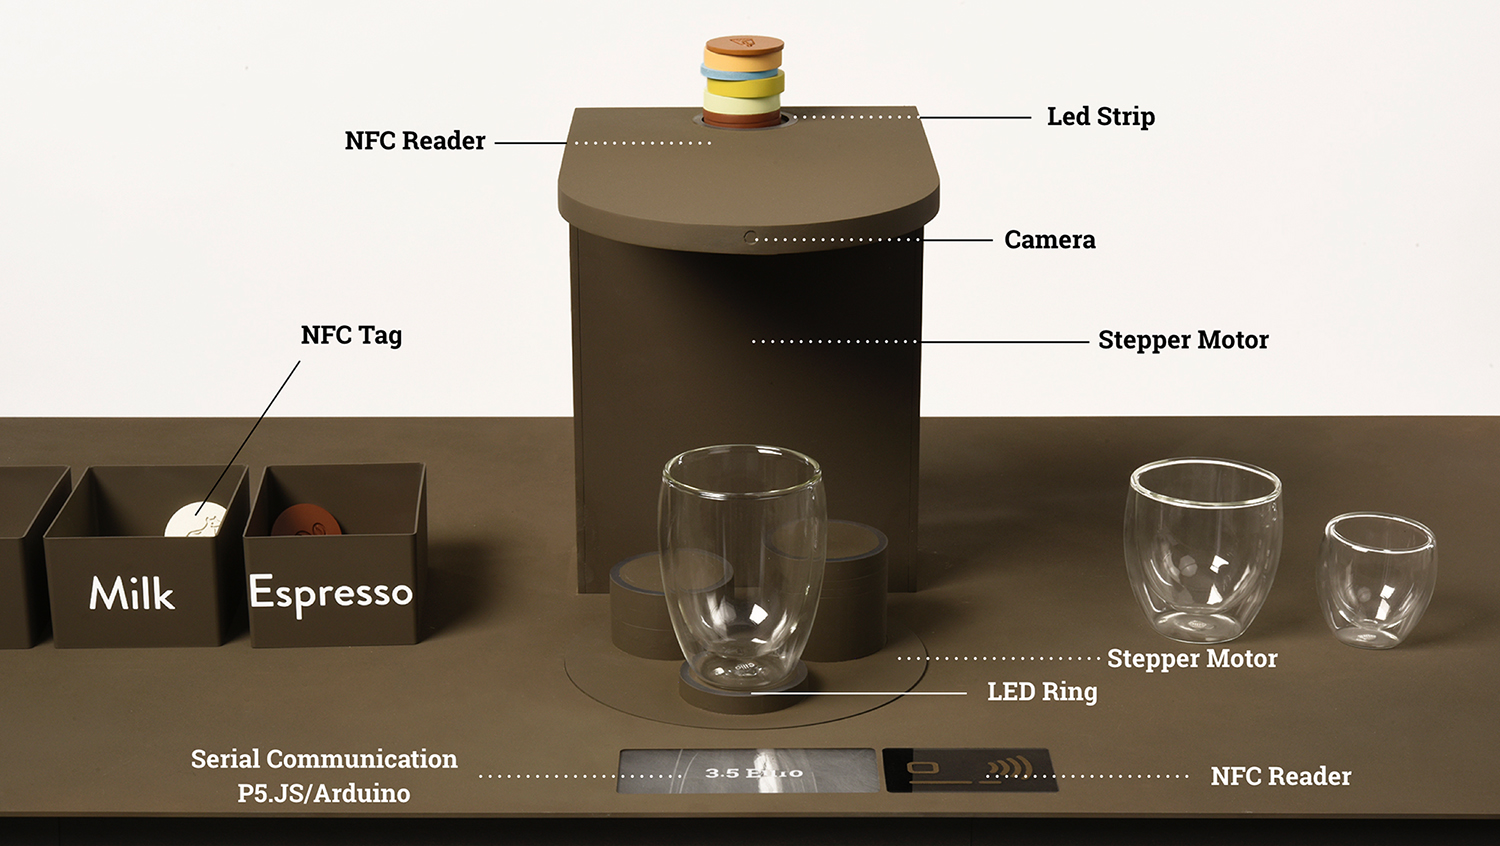 Led Strip
NFC Reader
Camera
NFC Tag
Stepper Motor
Milk
Espresso
Stepper Motor
LED Ring
Serial Communication
P5.JS/Arduino
3.5 Euro
NFC Reader